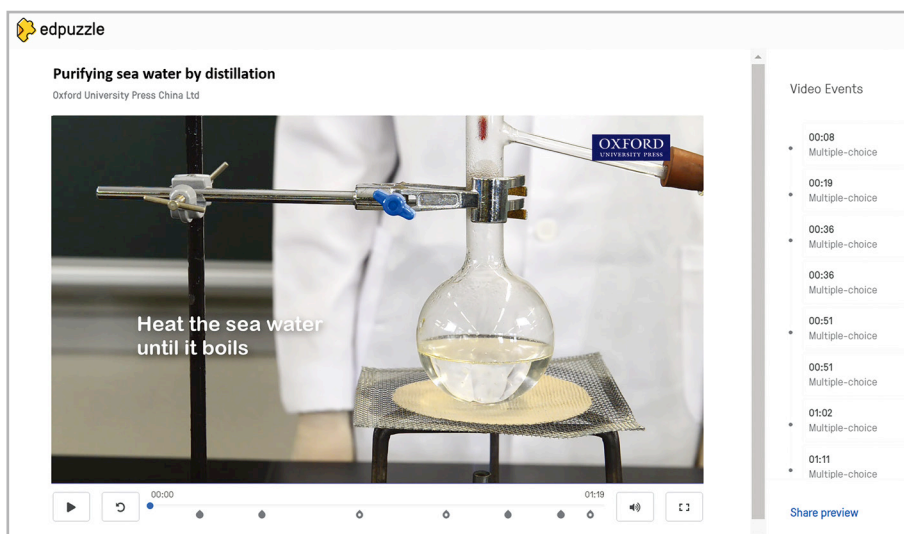 edpuzzle
Purifying sea water by distillation
Oxford University Press China Ltd
OXFORD
UNIVERSITY PRESS
Heat the sea water
until it boils
00:00
01:19
Video Events
00:08
Multiple-choice
00:19
Multiple-choice
00:36
Multiple-choice
00:36
Multiple-choice
00:51
Multiple-choice
00:51
Multiple-choice
01:02
Multiple-choice
01:11
Multiple-choice
Share preview